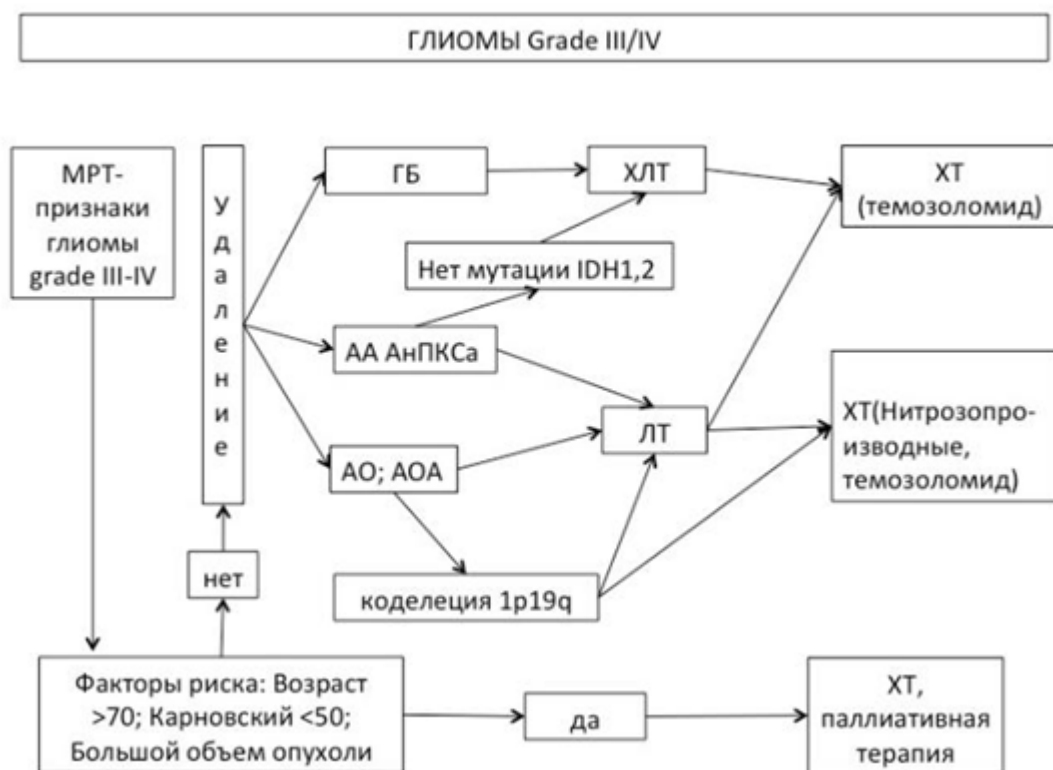 ГЛИОМЫ Grade III/IV
МРТ-
признаки
глиомы
grade III-IV
Удаление
ГБ
ХЛТ
ХТ
(темозоломид)
Нет мутации IDH1,2
АА АнПКСа
ЛТ
ХТ(Нитрозопро-
изводные,
темозоломид)
АО; АОА
нет
коделеция 1p19q
Факторы риска: Возраст
>70; Карновский <50;
Большой объем опухоли
да
ХТ,
паллиативная
терапия